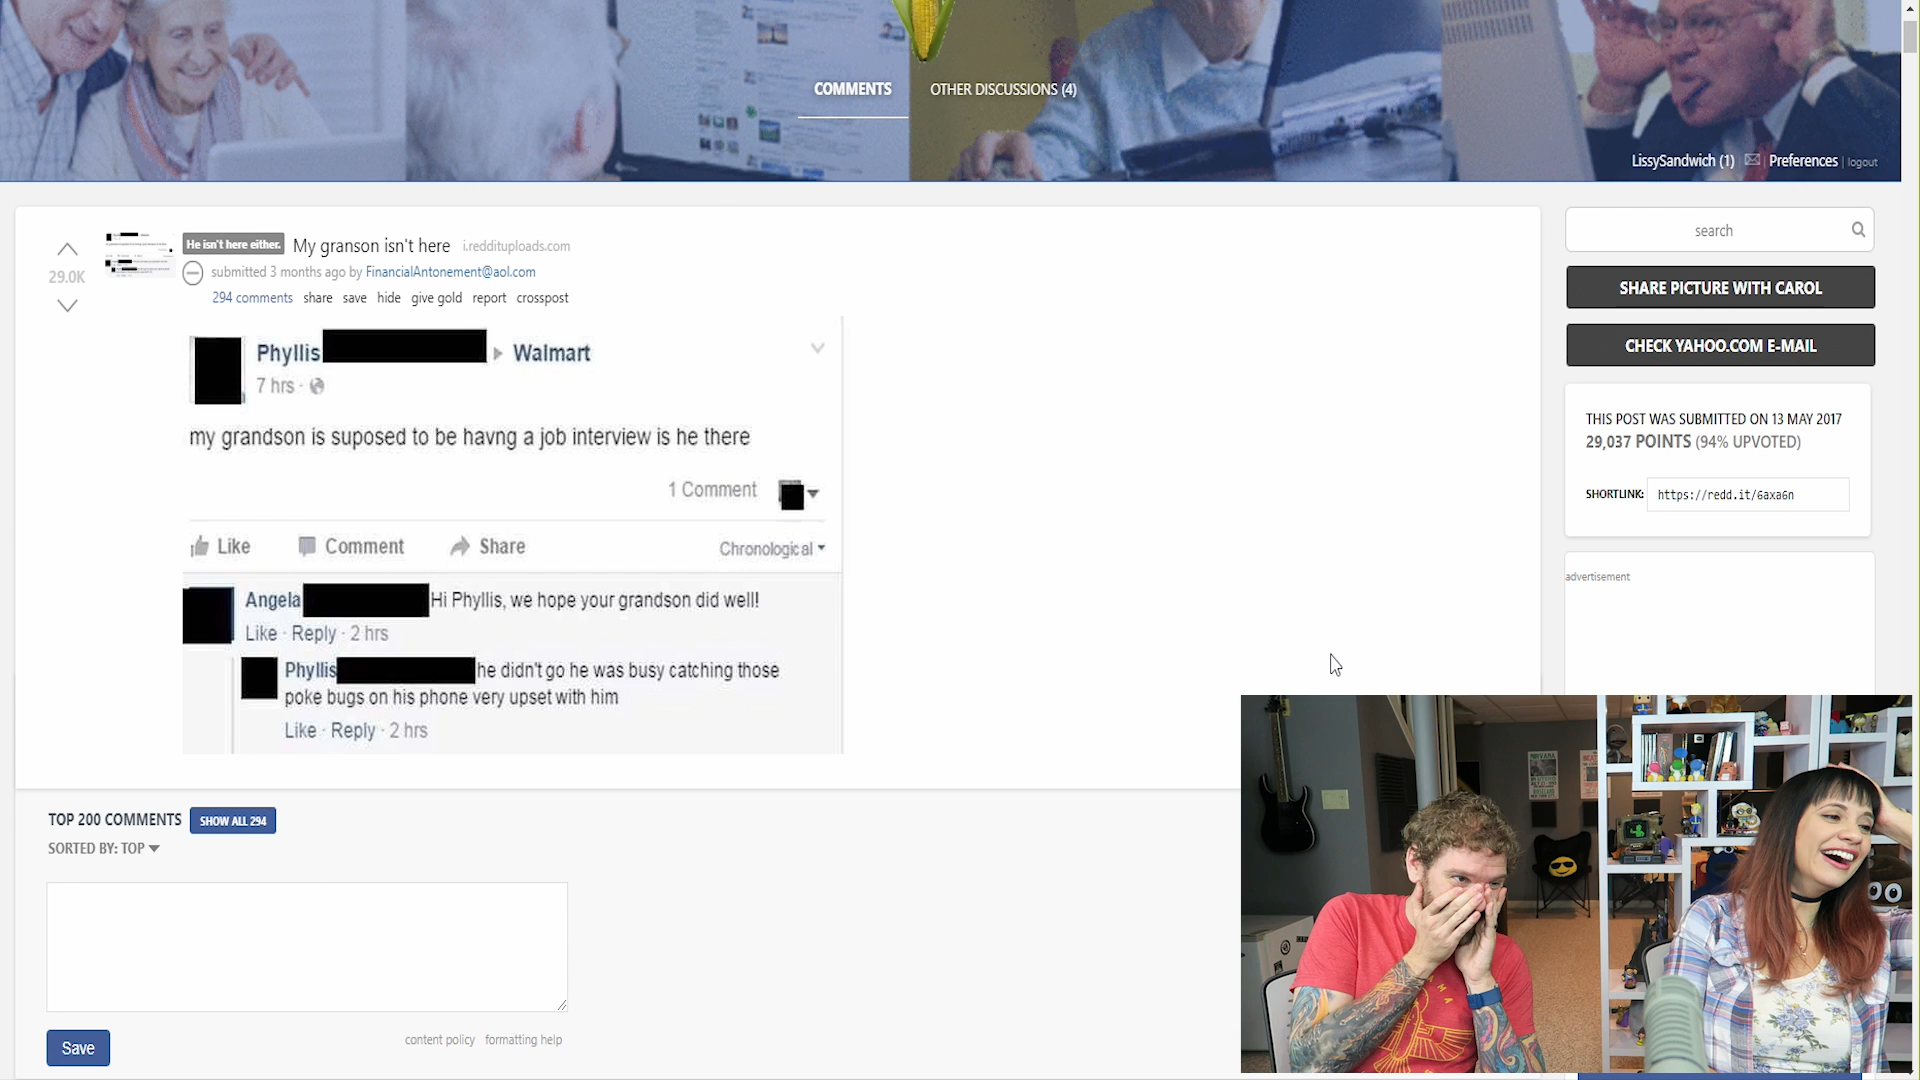 COMMENTS
OTHER DISCUSSIONS (4)
LissySandwich (1) | Preferences | logout
He isn't here either. My granson isn't here i.reddituploads.com
29.0K
submitted 3 months ago by FinancialAntonement@aol.com
294 comments share save hide give gold report crosspost
Phyllis Walmart
7 hrs ·
my grandson is suposed to be havng a job interview is he there
1 Comment
Like Comment Share Chronological
Angela Hi Phyllis, we hope your grandson did well!
Like · Reply · 2 hrs
Phyllis he didn't go he was busy catching those
poke bugs on his phone very upset with him
Like · Reply · 2 hrs
TOP 200 COMMENTS SHOW ALL 294
SORTED BY: TOP
content policy formatting help
Save
search
SHARE PICTURE WITH CAROL
CHECK YAHOO.COM E-MAIL
THIS POST WAS SUBMITTED ON 13 MAY 2017
29,037 POINTS (94% UPVOTED)
SHORTLINK: https://redd.it/6axa6n
advertisement
NIRVANA